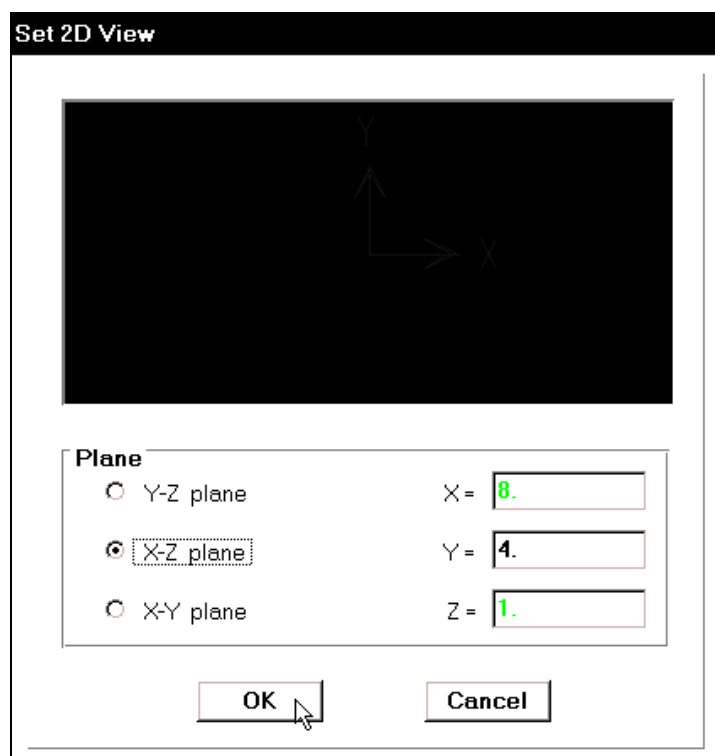 Set 2D View
Y
X
Plane
Y-Z plane X = 8.
X-Z plane Y = 4.
X-Y plane Z = 1.
OK Cancel